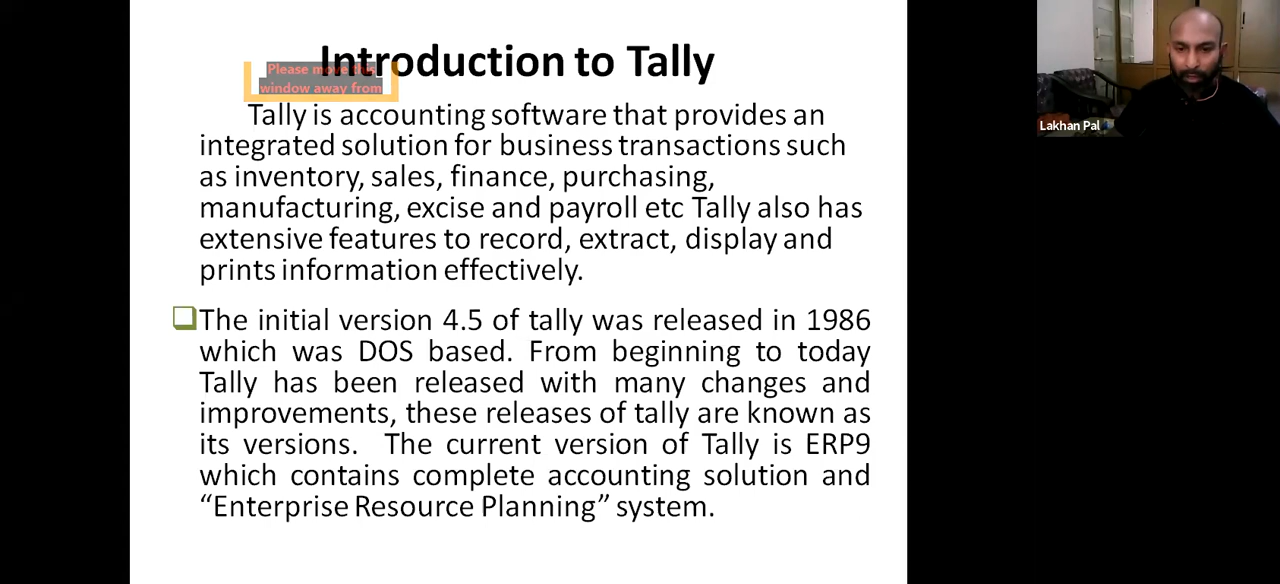 Introduction to Tally
Please move this
window away from
Tally is accounting software that provides an
integrated solution for business transactions such
as inventory, sales, finance, purchasing,
manufacturing, excise and payroll etc Tally also has
extensive features to record, extract, display and
prints information effectively.
The initial version 4.5 of tally was released in 1986
which was DOS based. From beginning to today
Tally has been released with many changes and
improvements, these releases of tally are known as
its versions. The current version of Tally is ERP9
which contains complete accounting solution and
“Enterprise Resource Planning” system.
Lakhan Pal